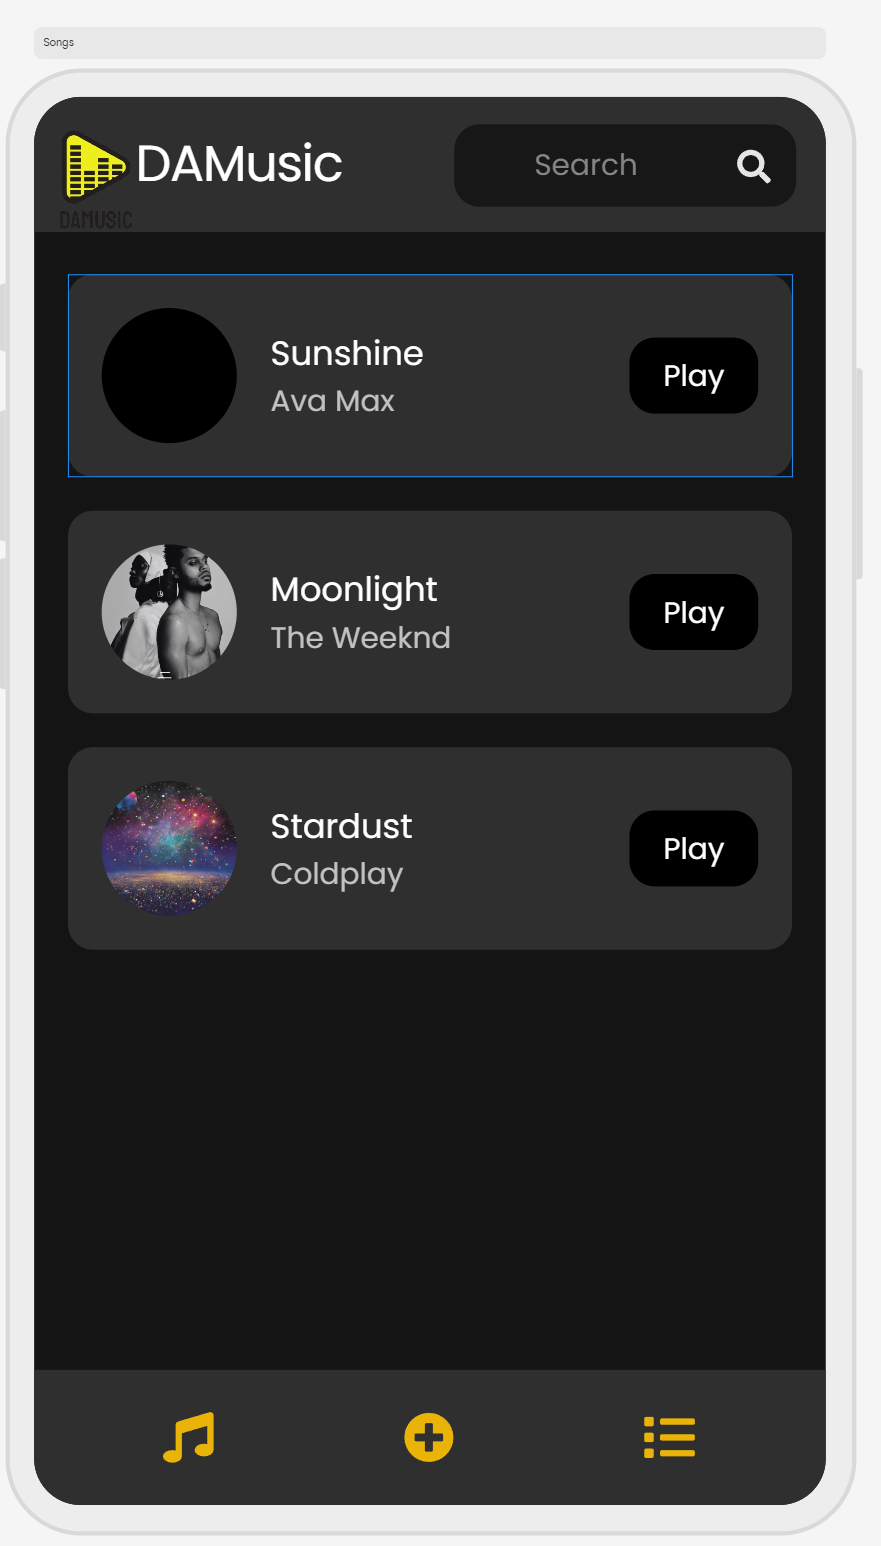 Songs
DAMusic
Search
DAMUSIC
Sunshine
Ava Max
Play
Moonlight
The Weeknd
Play
Stardust
Coldplay
Play